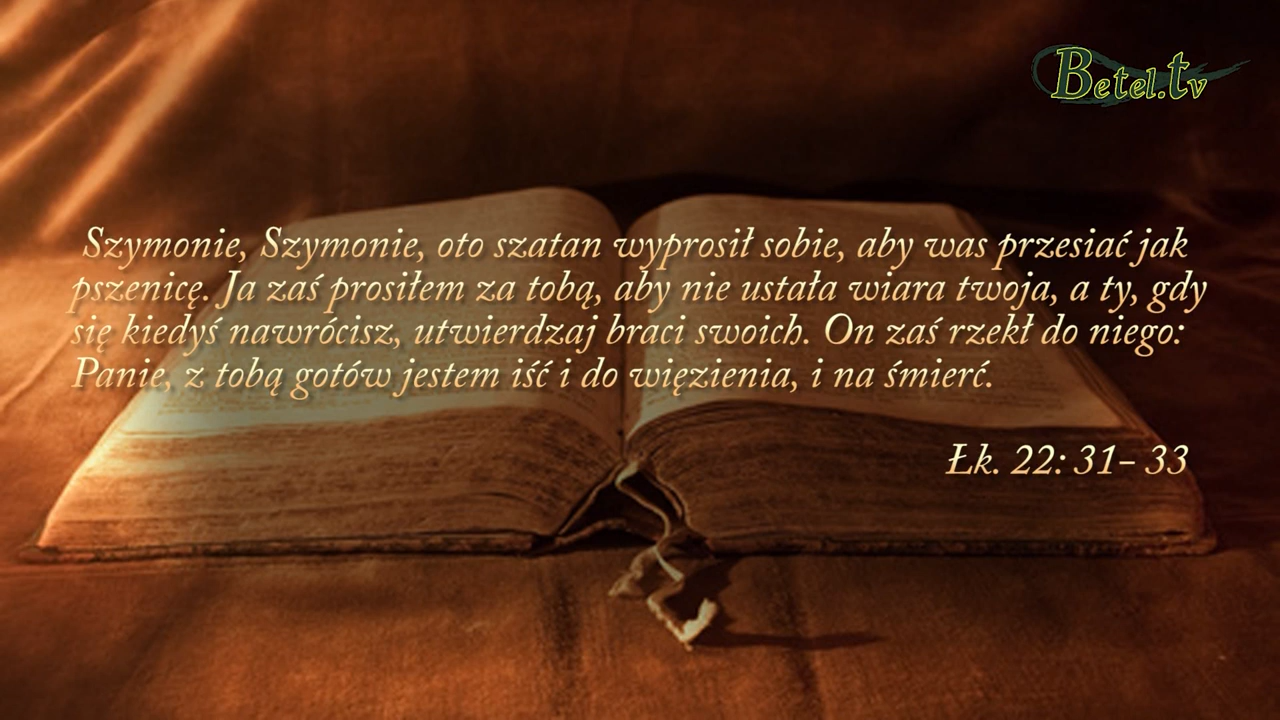 Betel.tv
Szymonie, Szymonie, oto szatan wyprosił sobie, aby was przesiać jak
pszenicę. Ja zaś prosiłem za tobą, aby nie ustała wiara twoja, a ty, gdy
się kiedyś nawrócisz, utwierdzaj braci swoich. On zaś rzekł do niego:
Panie, z tobą gotów jestem iść i do więzienia, i na śmierć.
Łk. 22: 31– 33